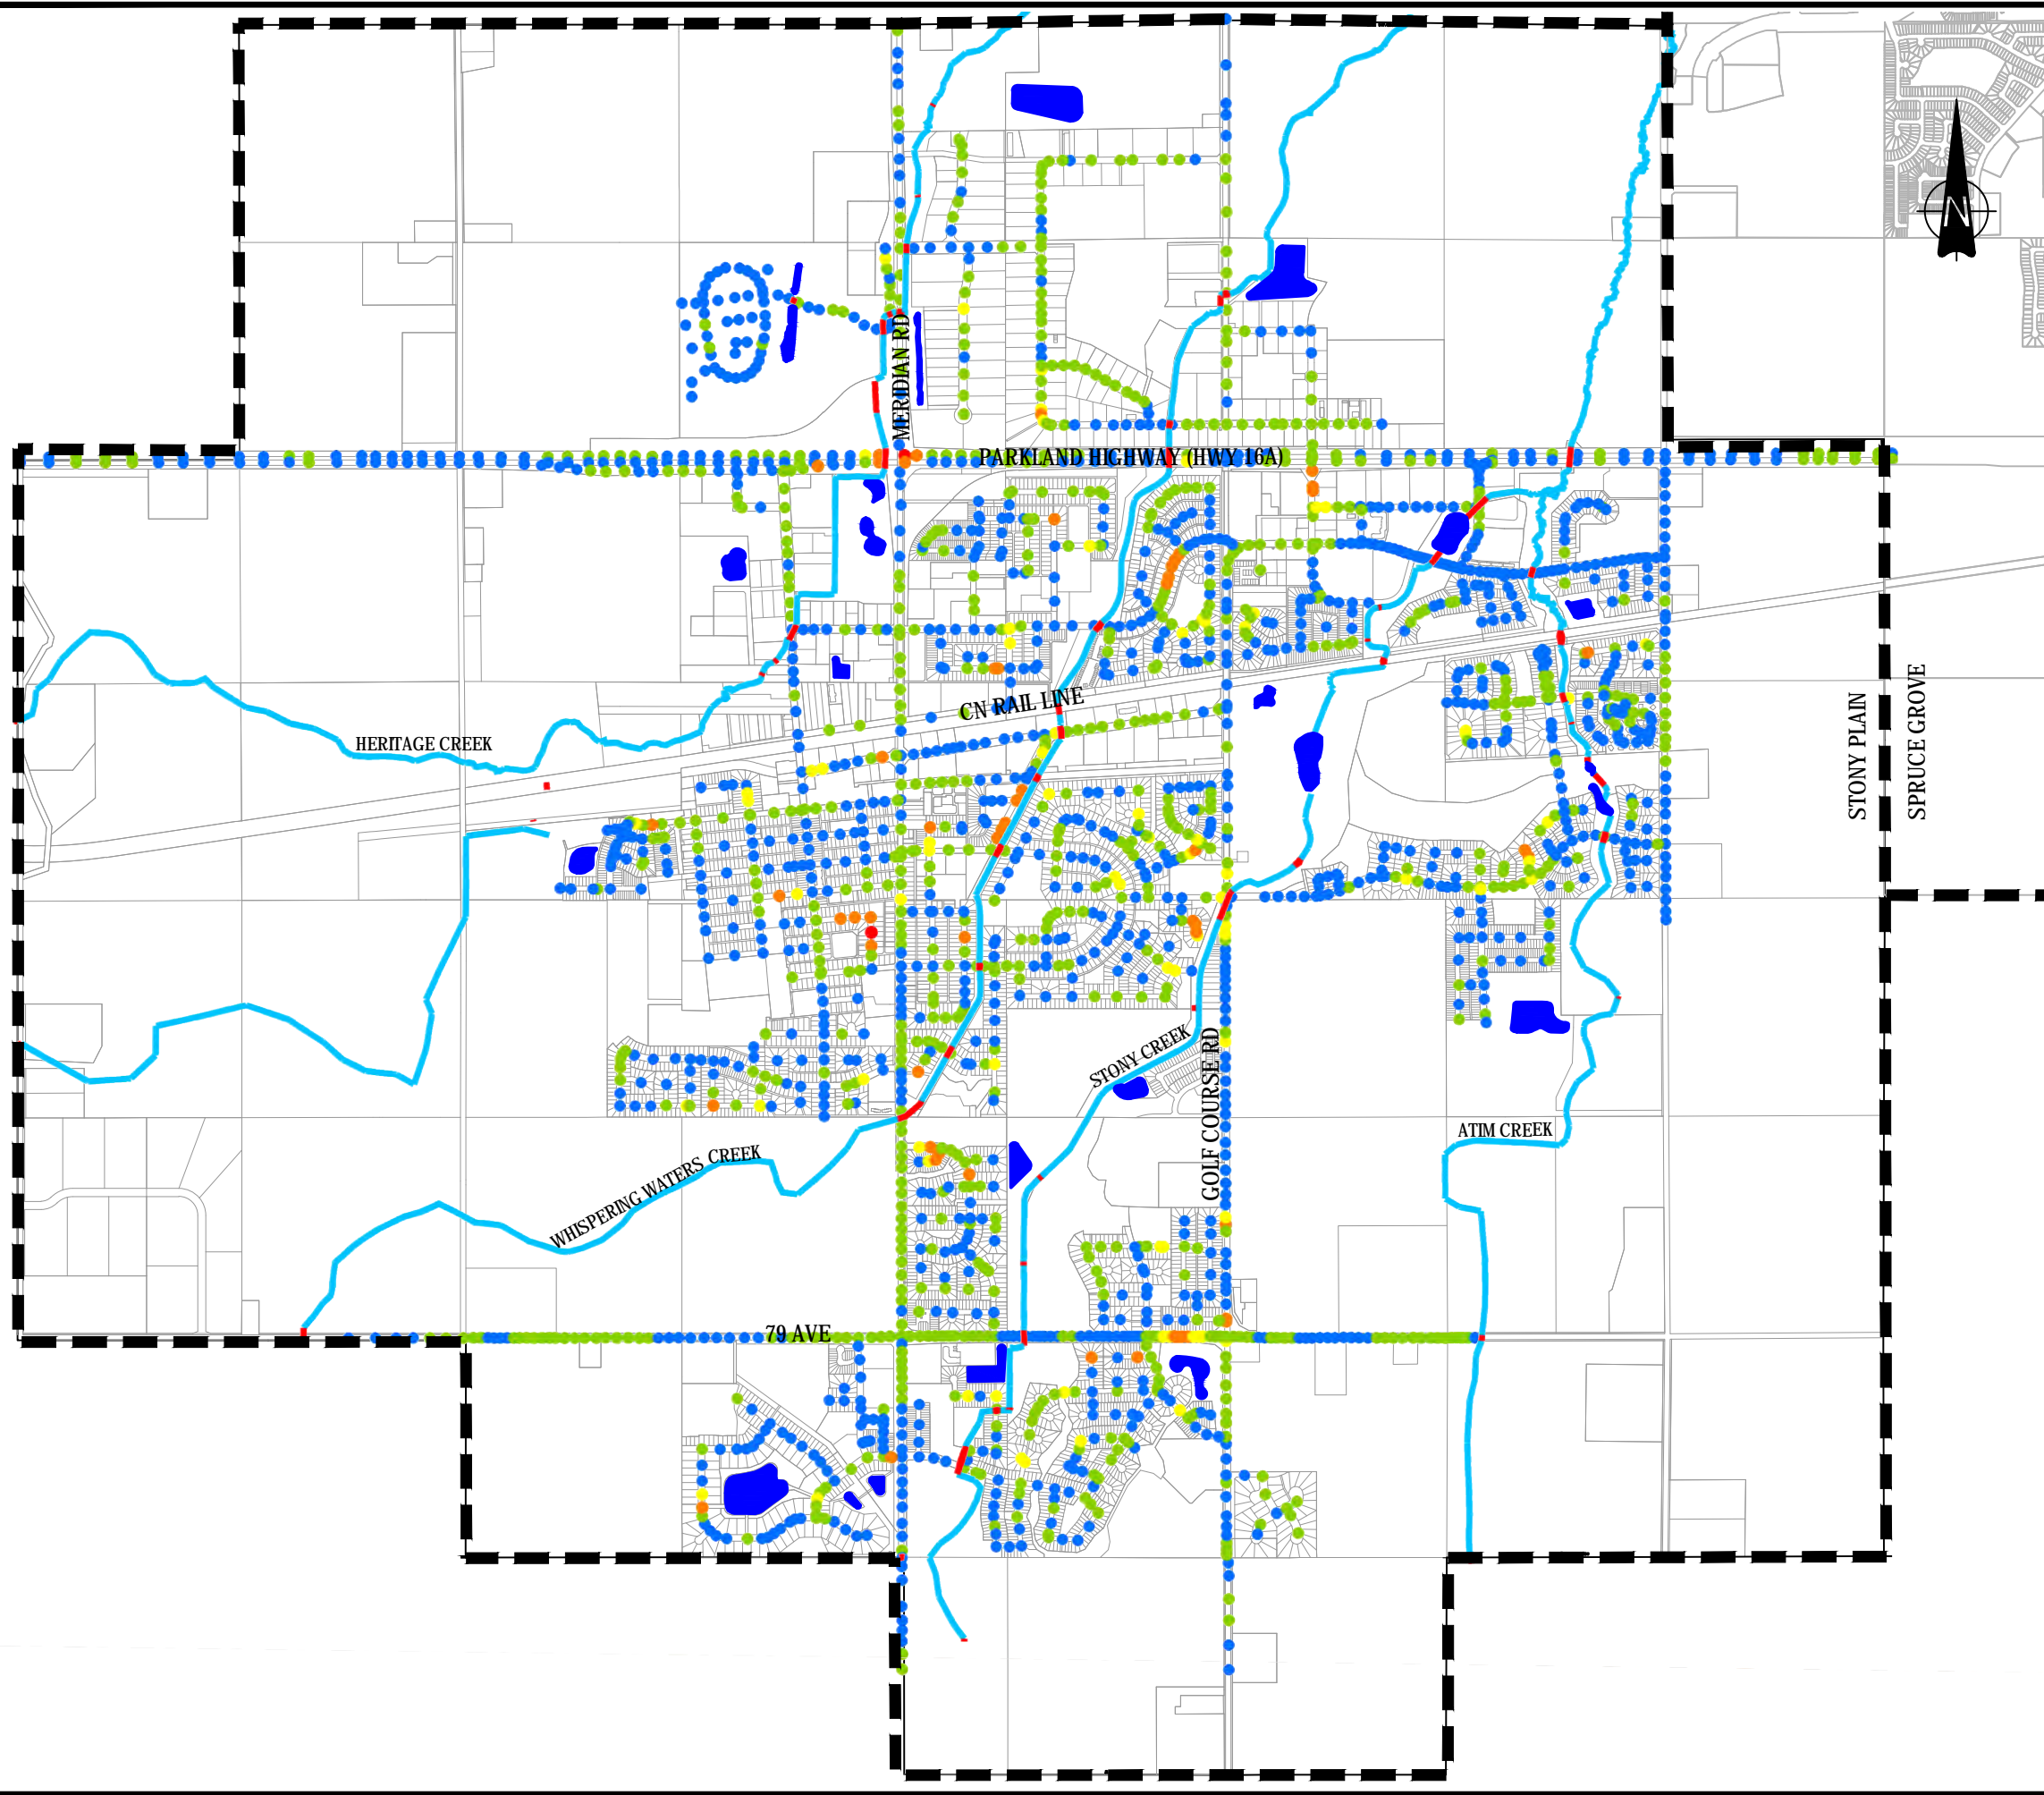 N
MERIDIAN RD
PARKLAND HIGHWAY (HWY 16A)
CN RAIL LINE
HERITAGE CREEK
STONY PLAIN
SPRUCE GROVE
STONY CREEK
GOLF COURSE RD
ATIM CREEK
WHISPERING WATERS CREEK
79 AVE